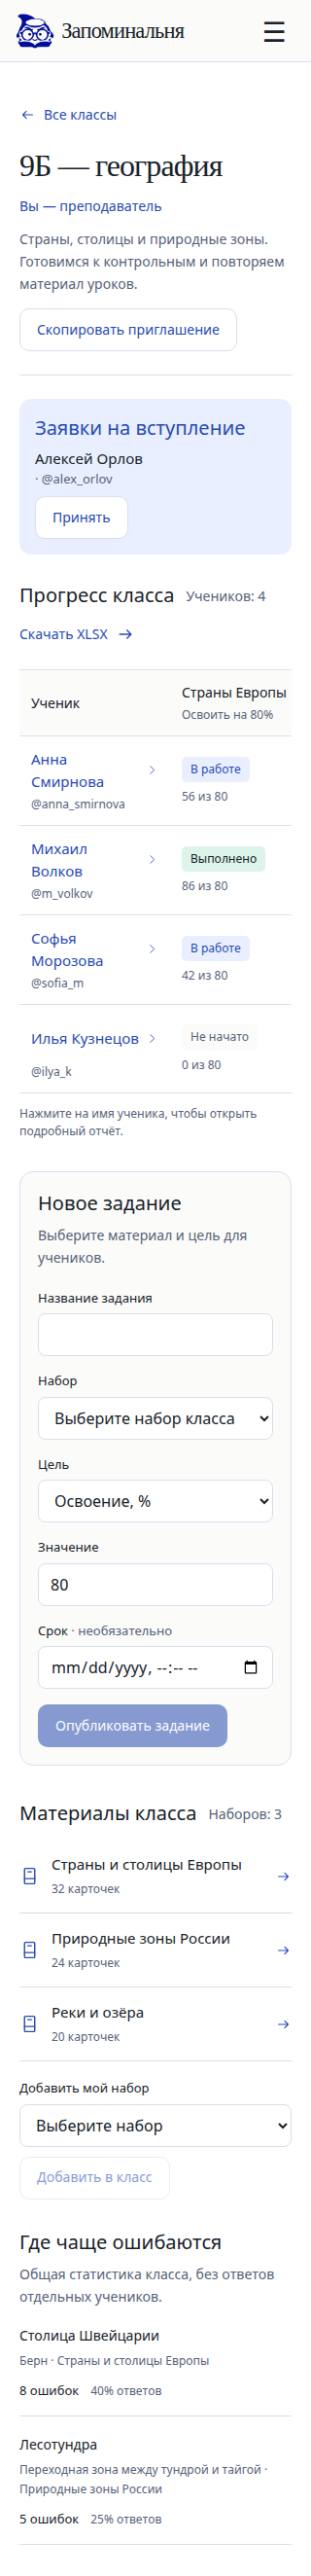 Запоминальня
Все классы
9Б — география
Вы — преподаватель
Страны, столицы и природные зоны.
Готовимся к контрольным и повторяем
материал уроков.
Скопировать приглашение
Заявки на вступление
Алексей Орлов
· @alex_orlov
Принять
Прогресс класса Учеников: 4
Скачать XLSX
Ученик
Страны Европы
Освоить на 80%
Анна
Смирнова
@anna_smirnova
В работе
56 из 80
Михаил
Волков
@m_volkov
Выполнено
86 из 80
Софья
Морозова
@sofia_m
В работе
42 из 80
Илья Кузнецов
@ilya_k
Не начато
0 из 80
Нажмите на имя ученика, чтобы открыть
подробный отчёт.
Новое задание
Выберите материал и цель для
учеников.
Название задания
Набор
Выберите набор класса
Цель
Освоение, %
Значение
80
Срок · необязательно
mm/dd/yyyy, --:-- --
Опубликовать задание
Материалы класса Наборов: 3
Страны и столицы Европы
32 карточек
Природные зоны России
24 карточек
Реки и озёра
20 карточек
Добавить мой набор
Выберите набор
Добавить в класс
Где чаще ошибаются
Общая статистика класса, без ответов
отдельных учеников.
Столица Швейцарии
Берн · Страны и столицы Европы
8 ошибок 40% ответов
Лесотундра
Переходная зона между тундрой и тайгой ·
Природные зоны России
5 ошибок 25% ответов